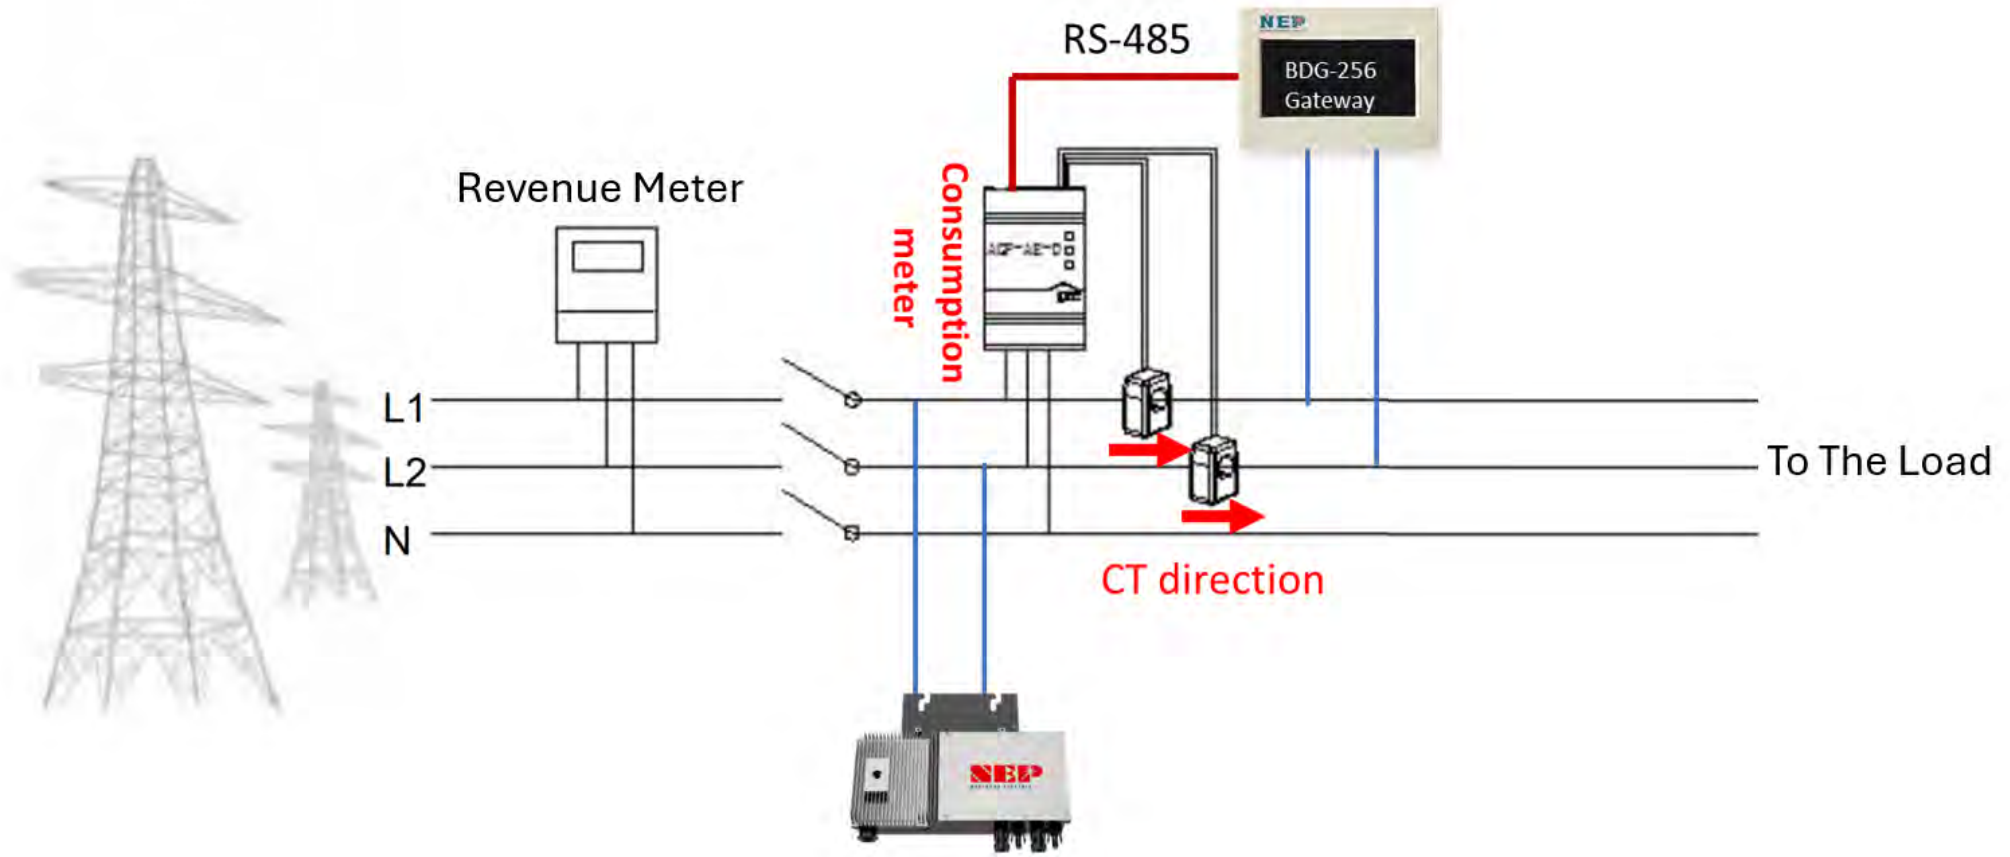 RS-485
NEP
BDG-256
Gateway
Revenue Meter
Consumption
meter
L1
L2
N
To The Load
CT direction
NEP